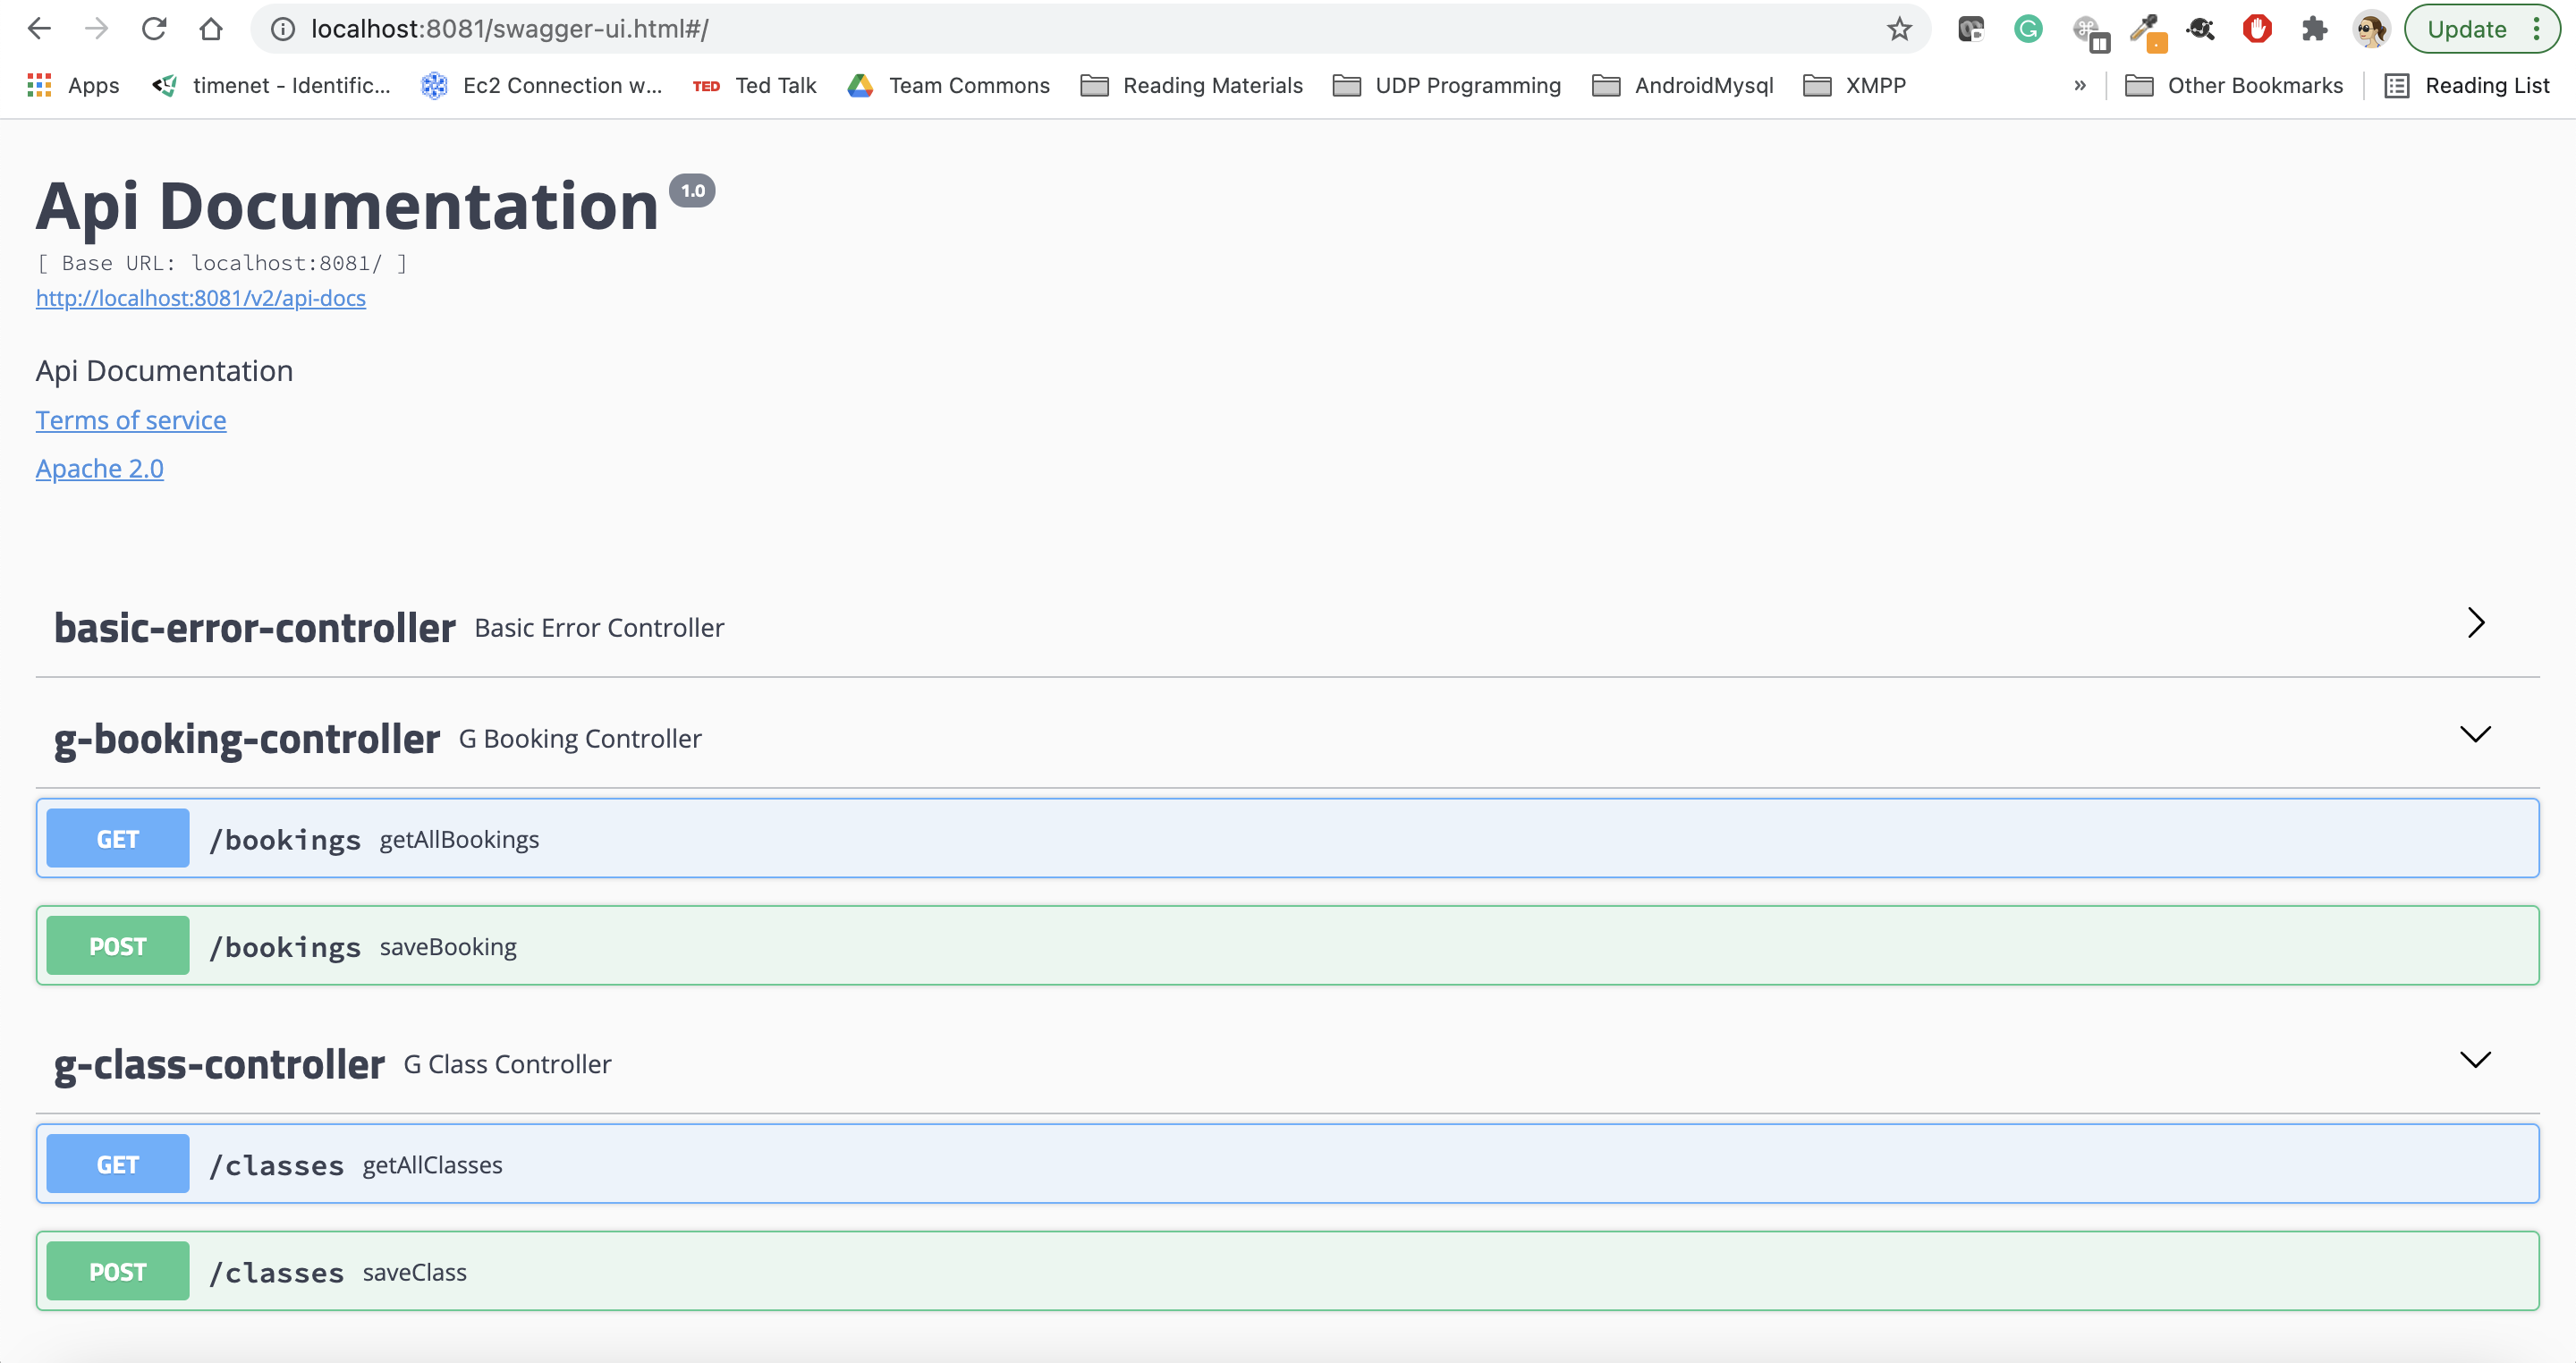 localhost:8081/swagger-ui.html#/
Update
Apps timenet - Identific... Ec2 Connection w... TED Ted Talk Team Commons Reading Materials UDP Programming AndroidMysql XMPP » Other Bookmarks Reading List
Api Documentation 1.0
[ Base URL: localhost:8081/ ]
http://localhost:8081/v2/api-docs
Api Documentation
Terms of service
Apache 2.0
basic-error-controller Basic Error Controller
g-booking-controller G Booking Controller
GET /bookings getAllBookings
POST /bookings saveBooking
g-class-controller G Class Controller
GET /classes getAllClasses
POST /classes saveClass